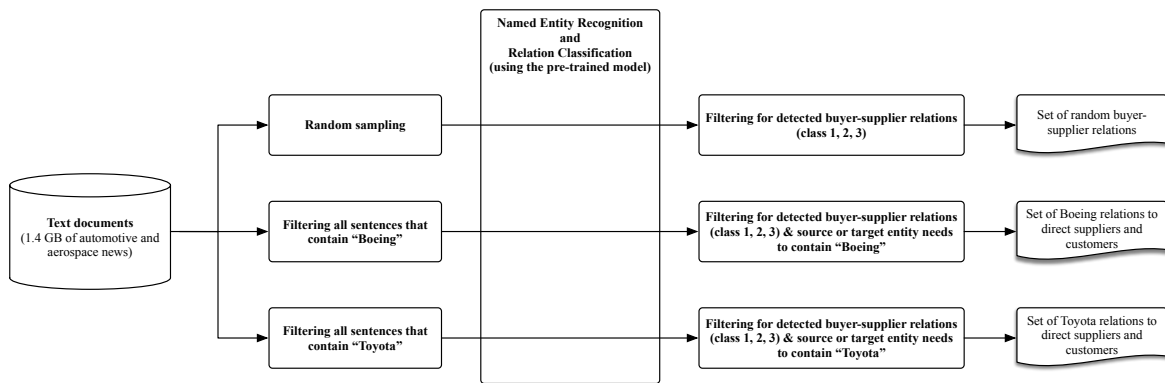 Named Entity Recognition
and
Relation Classification
(using the pre-trained model)
Random sampling
Filtering for detected buyer-supplier relations
(class 1, 2, 3)
Set of random buyer-
supplier relations
Text documents
(1.4 GB of automotive and
aerospace news)
Filtering all sentences that
contain “Boeing”
Filtering for detected buyer-supplier relations
(class 1, 2, 3) & source or target entity needs
to contain “Boeing”
Set of Boeing relations to
direct suppliers and
customers
Filtering all sentences that
contain “Toyota”
Filtering for detected buyer-supplier relations
(class 1, 2, 3) & source or target entity needs
to contain “Toyota”
Set of Toyota relations to
direct suppliers and
customers